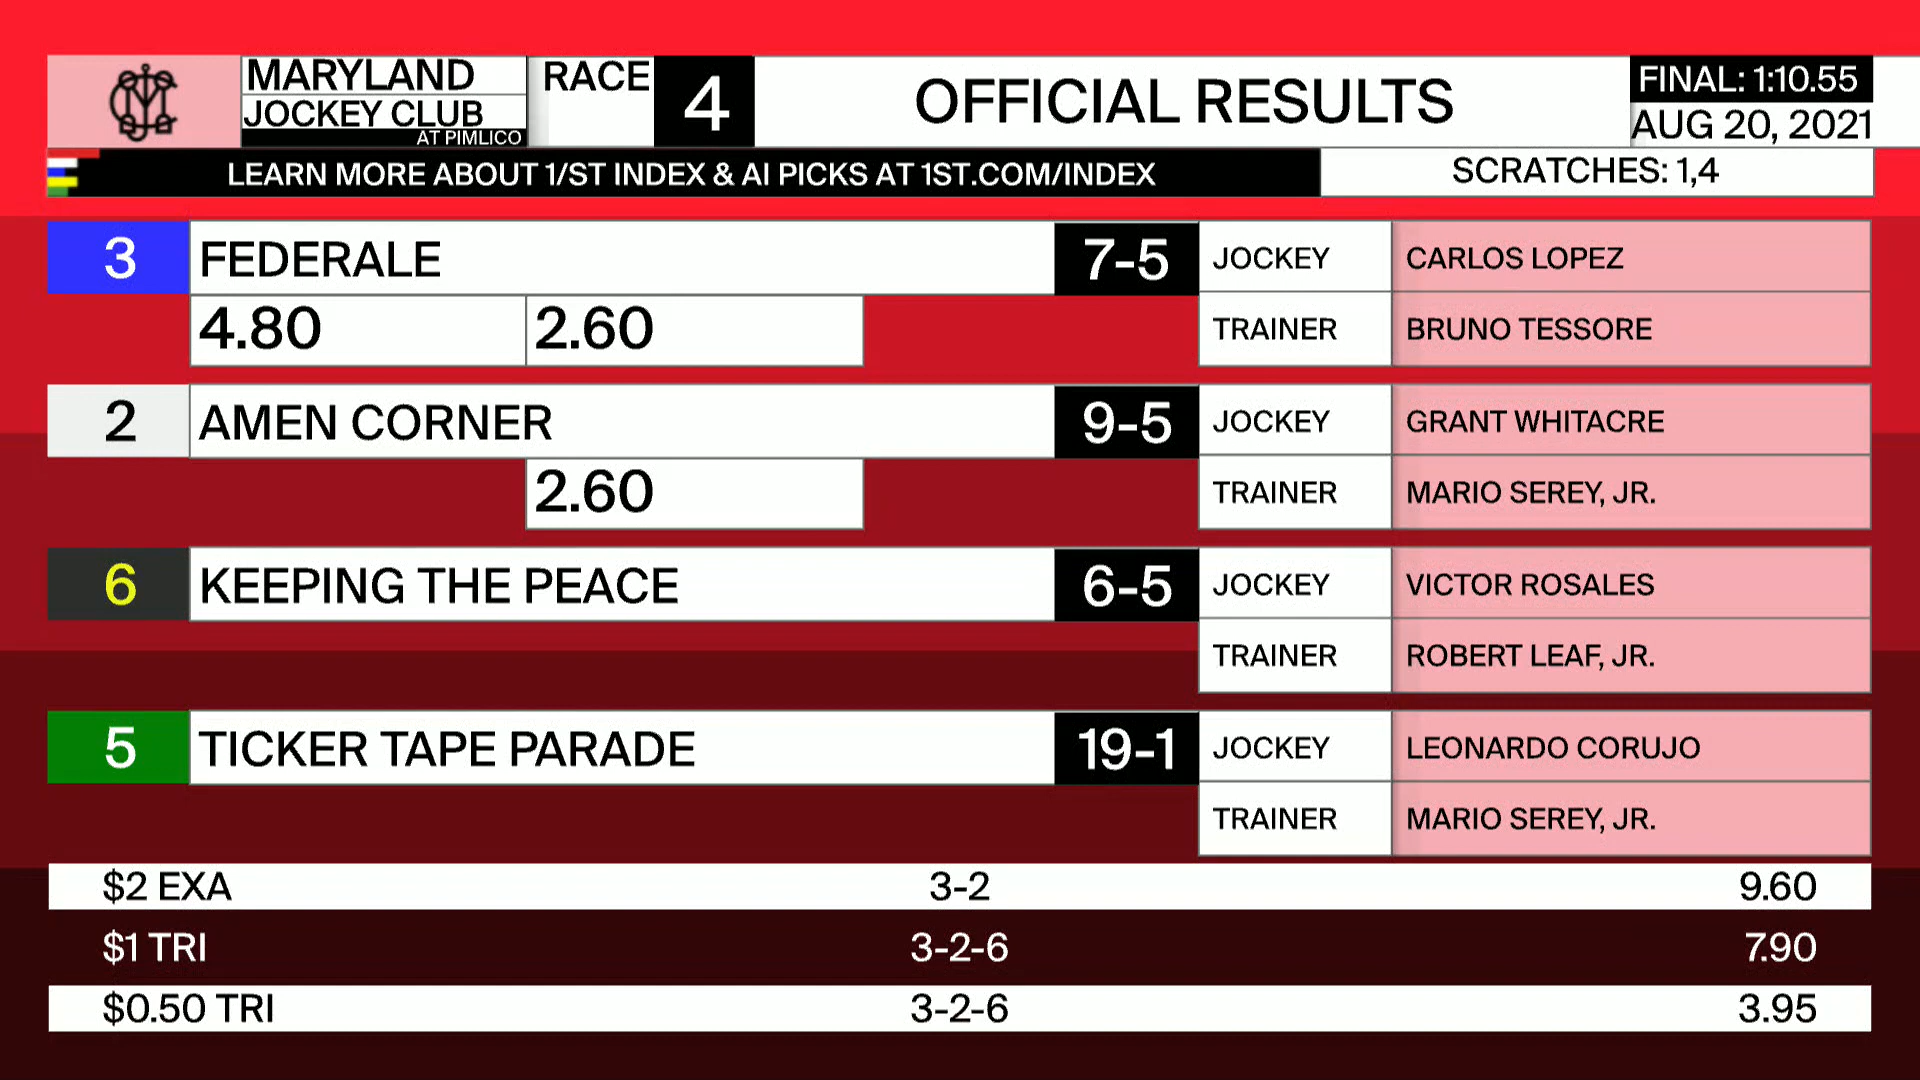 MARYLAND
JOCKEY CLUB
AT PIMLICO
RACE 4
OFFICIAL RESULTS
FINAL: 1:10.55
AUG 20, 2021
LEARN MORE ABOUT 1/ST INDEX & AI PICKS AT 1ST.COM/INDEX
SCRATCHES: 1,4
3 FEDERALE 7-5 JOCKEY CARLOS LOPEZ
4.80 2.60 TRAINER BRUNO TESSORE
2 AMEN CORNER 9-5 JOCKEY GRANT WHITACRE
2.60 TRAINER MARIO SEREY, JR.
6 KEEPING THE PEACE 6-5 JOCKEY VICTOR ROSALES
TRAINER ROBERT LEAF, JR.
5 TICKER TAPE PARADE 19-1 JOCKEY LEONARDO CORUJO
TRAINER MARIO SEREY, JR.
$2 EXA 3-2 9.60
$1 TRI 3-2-6 7.90
$0.50 TRI 3-2-6 3.95